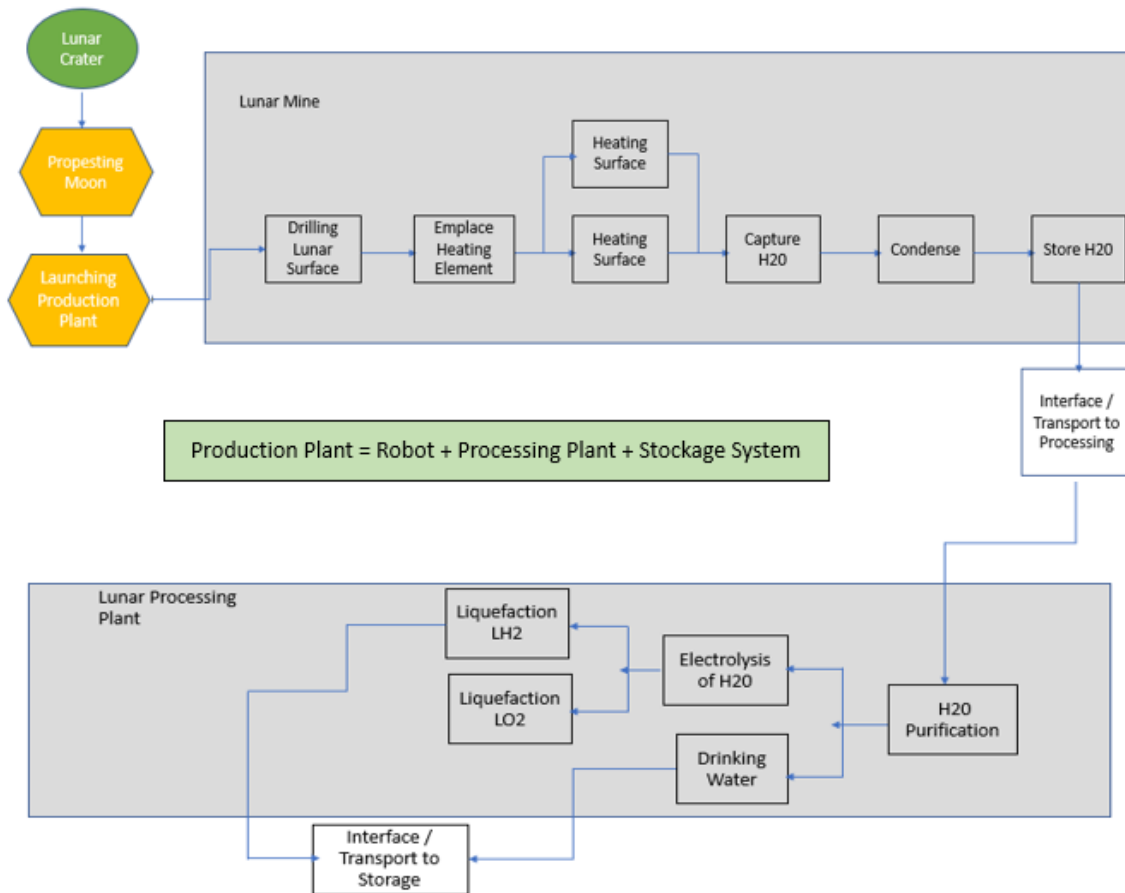 Lunar
Crater
Propesting
Moon
Launching
Production
Plant
Lunar Mine
Drilling
Lunar
Surface
Emplace
Heating
Element
Heating
Surface
Heating
Surface
Capture
H20
Condense
Store H20
Interface /
Transport to
Processing
Production Plant = Robot + Processing Plant + Stockage System
Lunar Processing
Plant
H20
Purification
Electrolysis
of H20
Drinking
Water
Liquefaction
LH2
Liquefaction
LO2
Interface /
Transport to
Storage